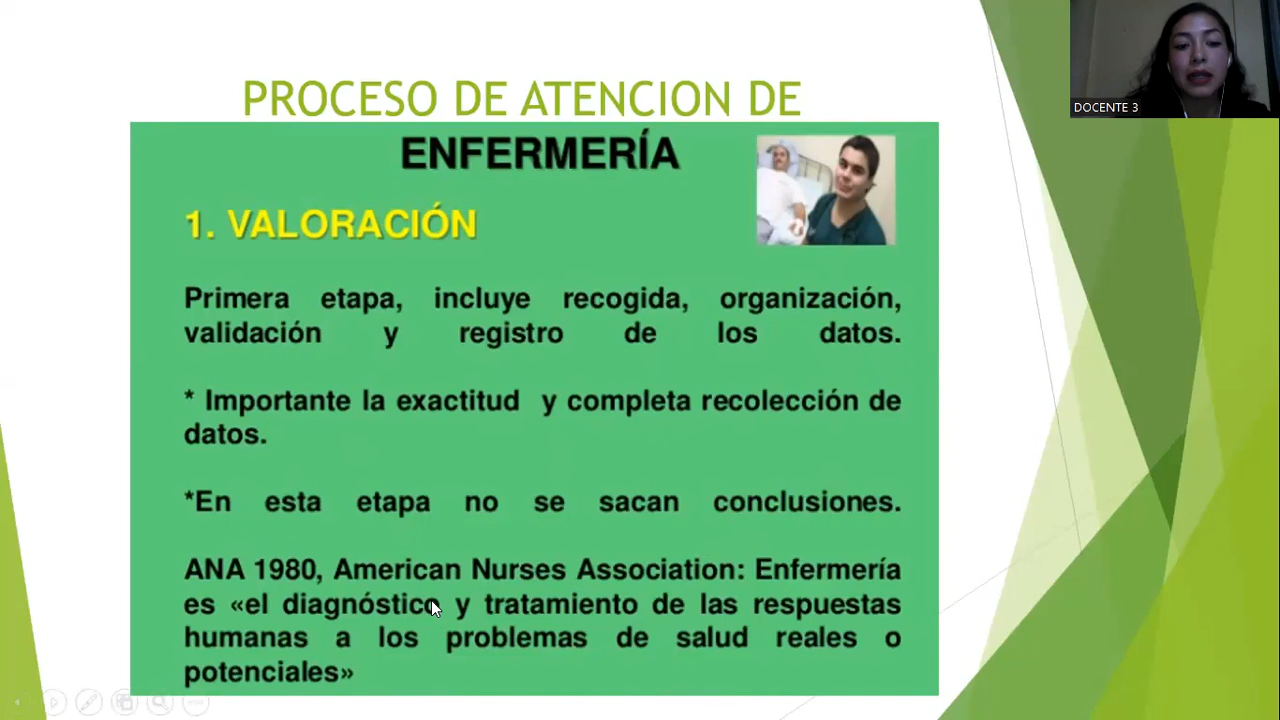 PROCESO DE ATENCION DE
DOCENTE 3
ENFERMERÍA
1. VALORACIÓN
Primera etapa, incluye recogida, organización,
validación y registro de los datos.
* Importante la exactitud y completa recolección de
datos.
*En esta etapa no se sacan conclusiones.
ANA 1980, American Nurses Association: Enfermería
es «el diagnóstico y tratamiento de las respuestas
humanas a los problemas de salud reales o
potenciales»